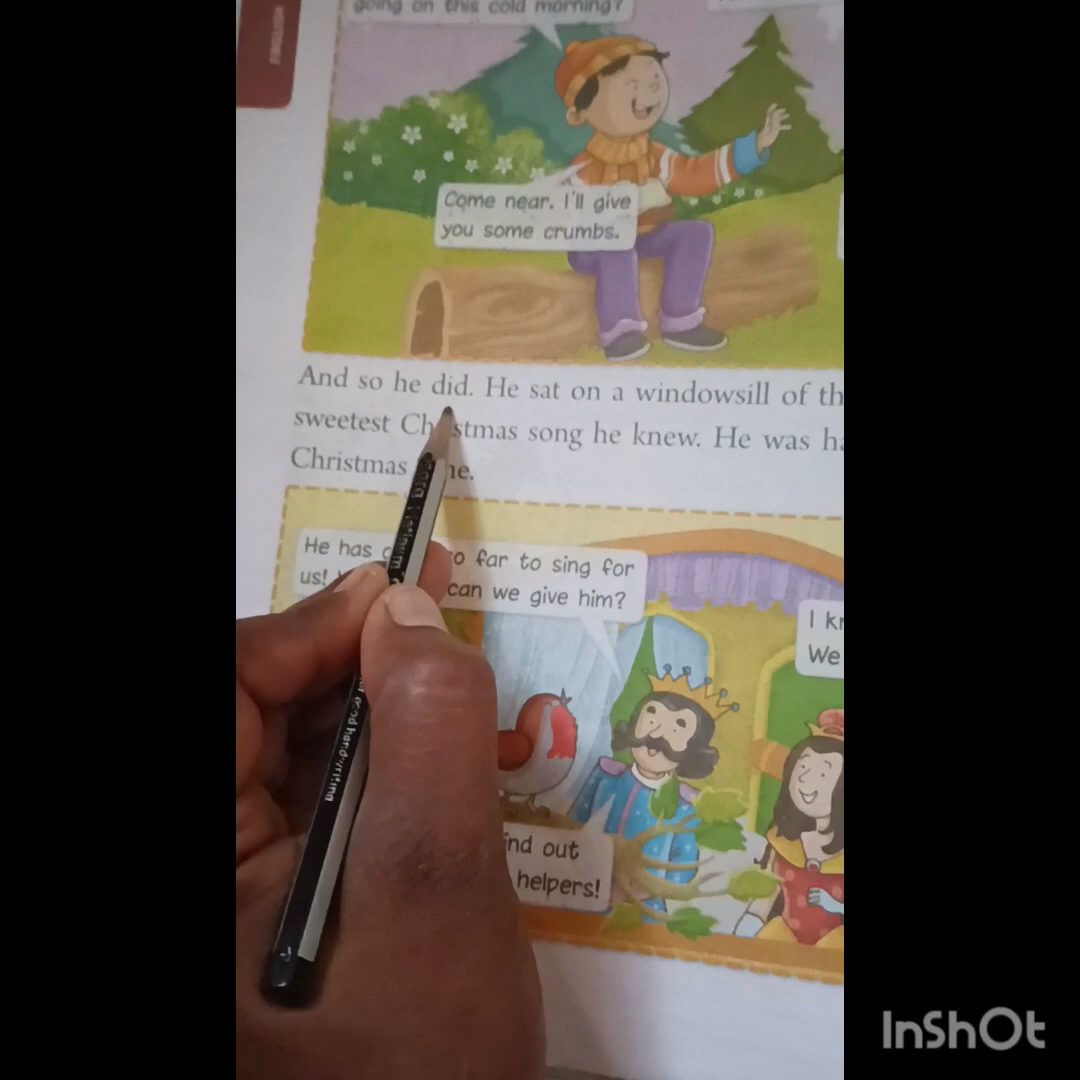 ENGLISH
going on this cold morning?
Come near. I'll give
you some crumbs.
And so he did. He sat on a windowsill of th
sweetest Ch stmas song he knew. He was ha
Christmas
He has o far to sing for
us! can we give him?
I kn
We
ind out
helpers!
good handwriting
InShOt